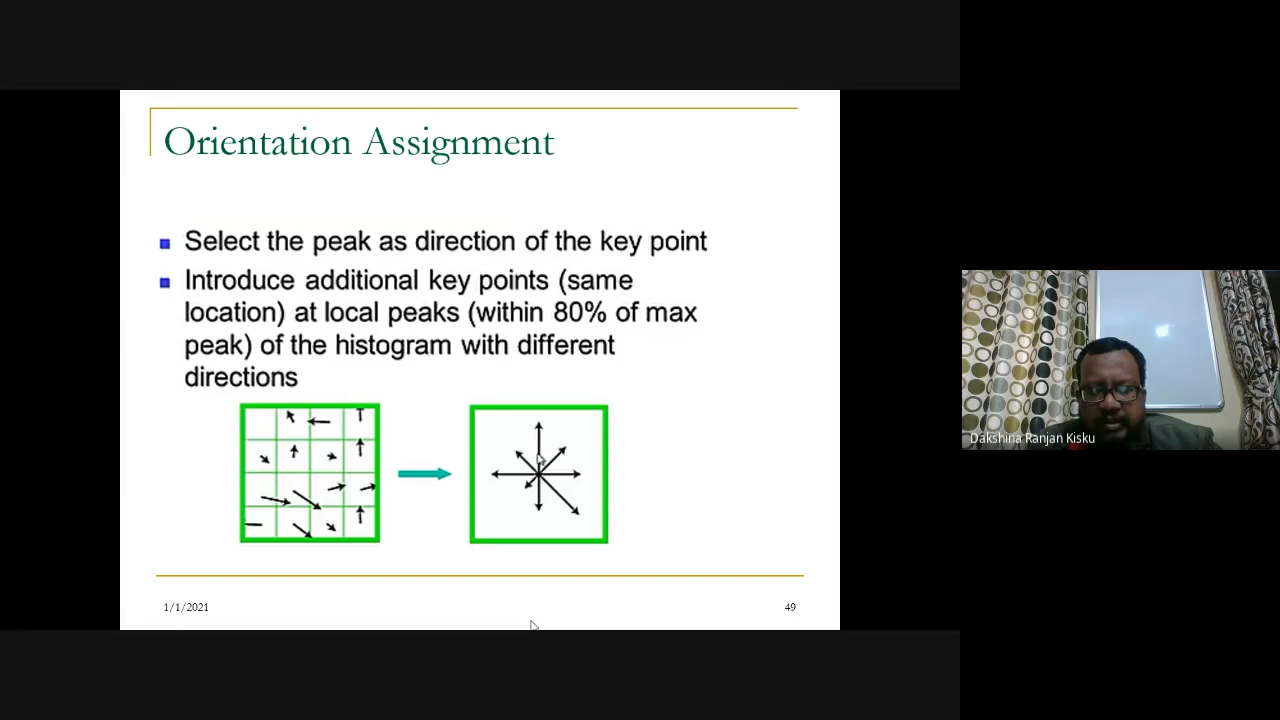 Orientation Assignment
Select the peak as direction of the key point
Introduce additional key points (same
location) at local peaks (within 80% of max
peak) of the histogram with different
directions
1/1/2021
49
Dakshina Ranjan Kisku